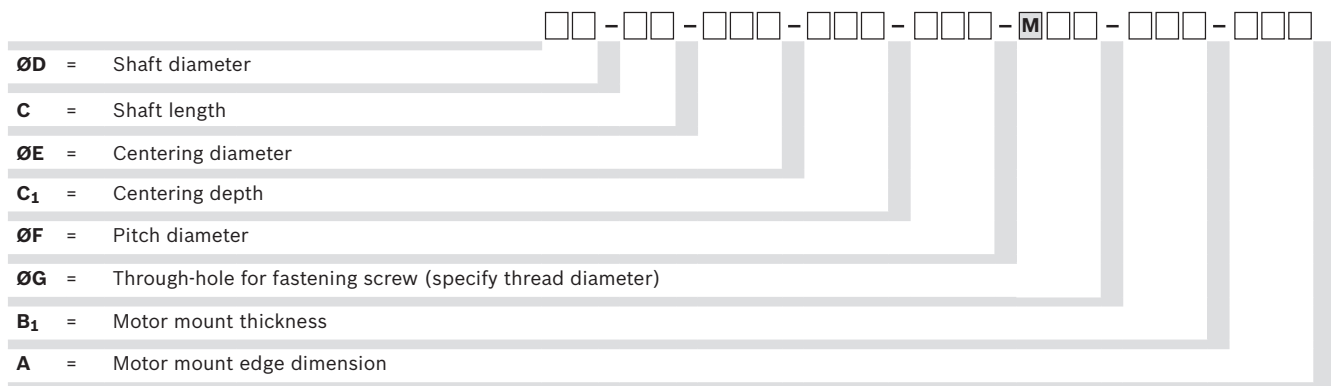 – – – – – M – –
ØD = Shaft diameter
C = Shaft length
ØE = Centering diameter
C1 = Centering depth
ØF = Pitch diameter
ØG = Through-hole for fastening screw (specify thread diameter)
B1 = Motor mount thickness
A = Motor mount edge dimension